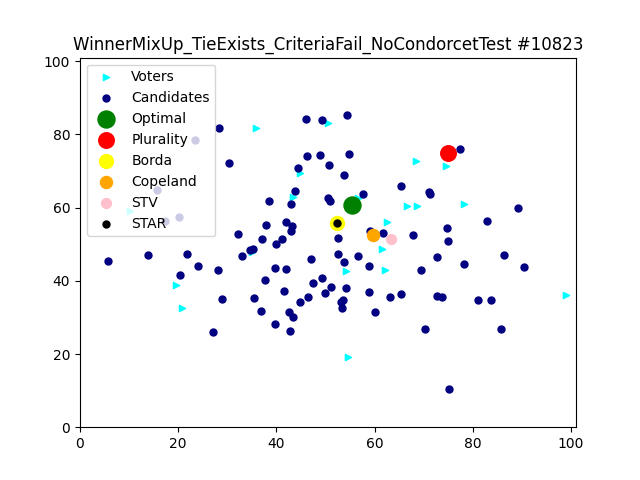 WinnerMixUp_TieExists_CriteriaFail_NoCondorcetTest #10823
100
80
60
40
20
0
Voters
Candidates
Optimal
Plurality
Borda
Copeland
STV
STAR
0 20 40 60 80 100